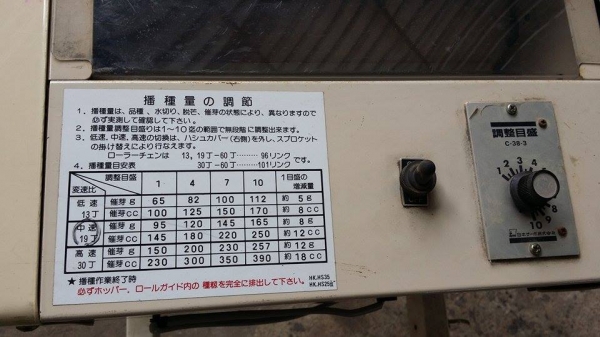 播種量の調節
1．播種量は、品種、水切り、脱芒、催芽の状態により、異なりますので
必ず実測して確認して下さい。
2．播種量調整目盛りは1～10迄の範囲で無段階に調整出来ます。
3．低速、中速、高速の切換は、ハシュカバー(右側)を外し、スプロケット
の掛け替えにより行なえます。
ローラーチェンは 13，19丁ー60丁………96リンク です。
30丁ー60丁………101リンク
4．播種量目安表
調整目盛 1 4 7 10 1目盛の増減量
変速比
低速 13丁 催芽g 65 82 100 112 約5g
催芽cc 100 125 150 170 約8cc
中速 19丁 催芽g 95 120 145 165 約8g
催芽cc 145 180 220 250 約12cc
高速 30丁 催芽g 150 200 230 257 約12g
催芽cc 230 300 350 390 約18cc
★播種作業終了時
必ずホッパー、ロールガイド内の種籾を完全に排出して下さい。
HK.HS35
調整目盛
C-38-3
1 2 3 4 5 6 8 9 10